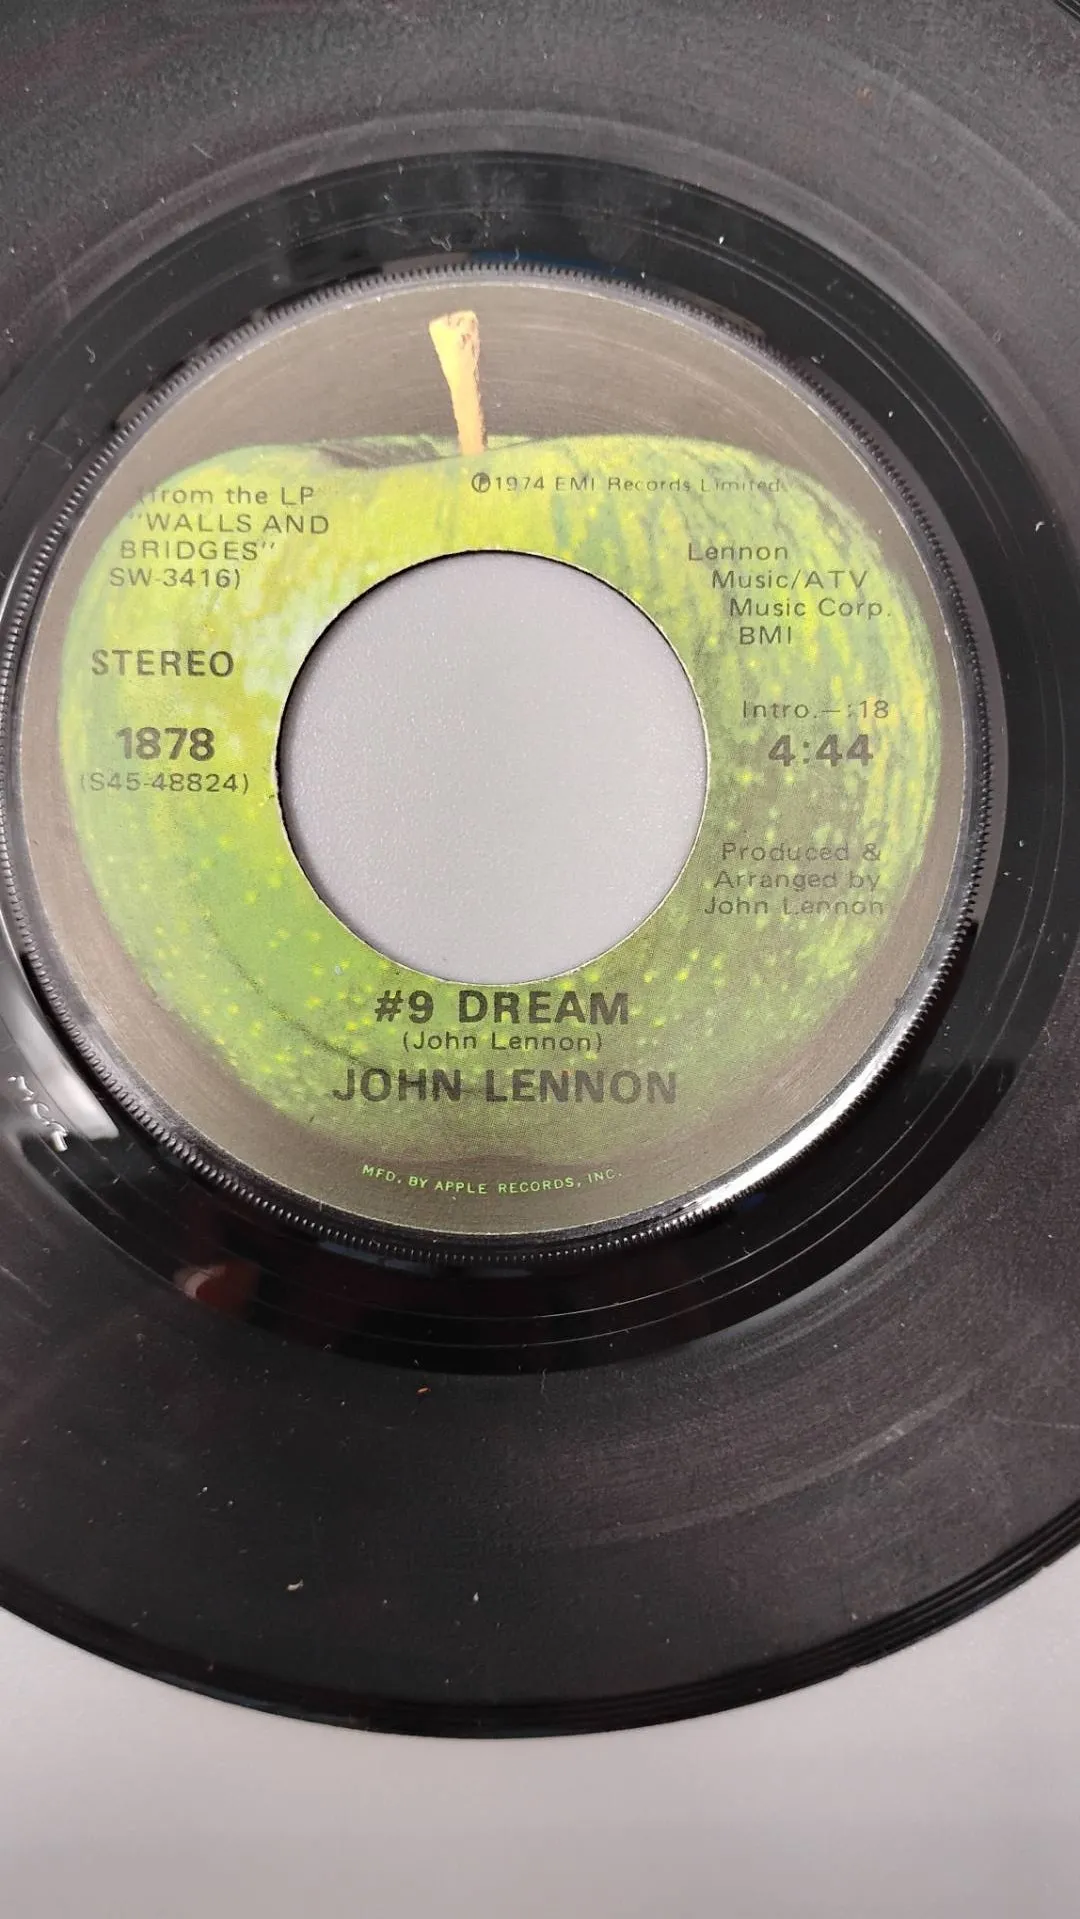 (from the LP
"WALLS AND
BRIDGES"
SW-3416)
STEREO
1878
(S45-48824)
Ⓟ1974 EMI Records Limited.
Lennon
Music/ATV
Music Corp.
BMI
Intro.—:18
4:44
Produced &
Arranged by
John Lennon
#9 DREAM
(John Lennon)
JOHN LENNON
MFD. BY APPLE RECORDS, INC.